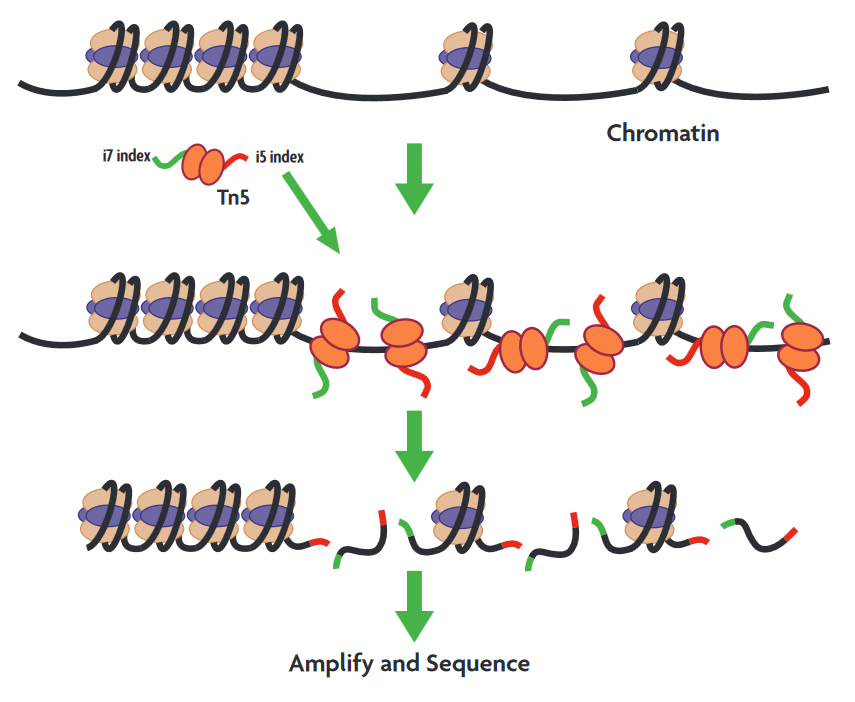 Chromatin
i7 index
i5 index
Tn5
Amplify and Sequence